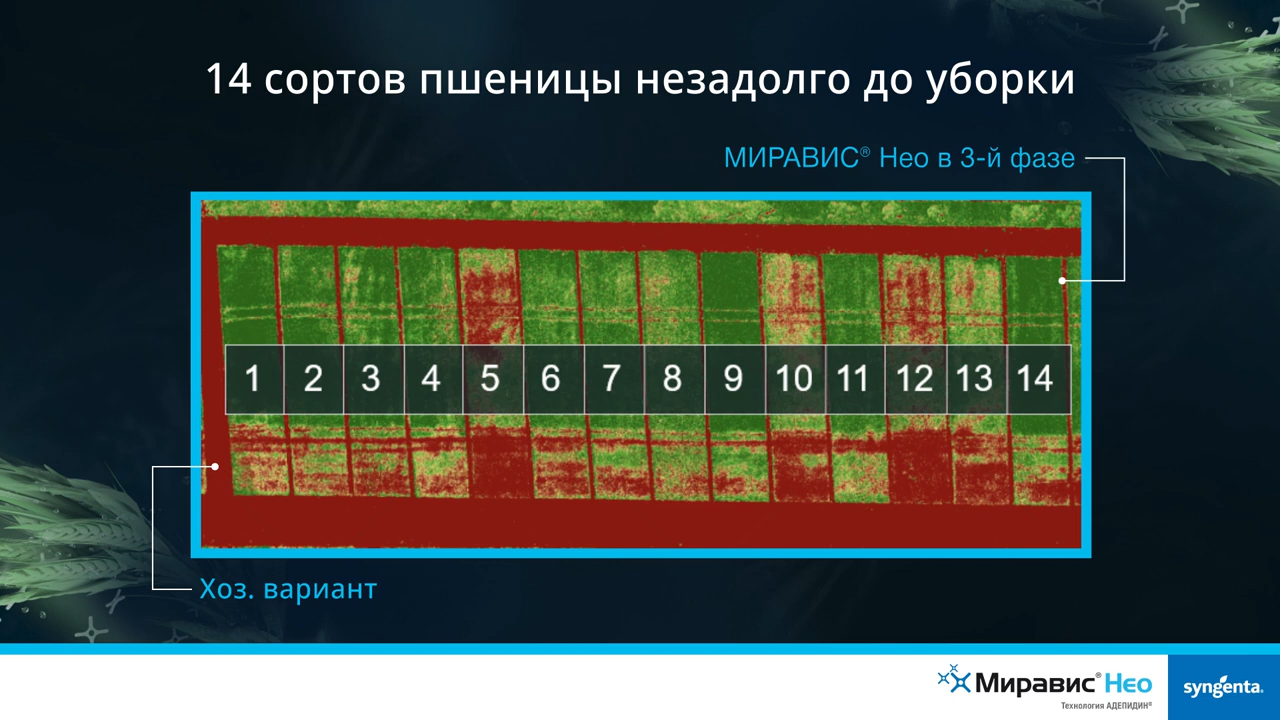 14 сортов пшеницы незадолго до уборки
МИРАВИС® Нео в 3-й фазе
1 2 3 4 5 6 7 8 9 10 11 12 13 14
Хоз. вариант
Миравис® Нео
Технология АДЕПИДИН®
syngenta.